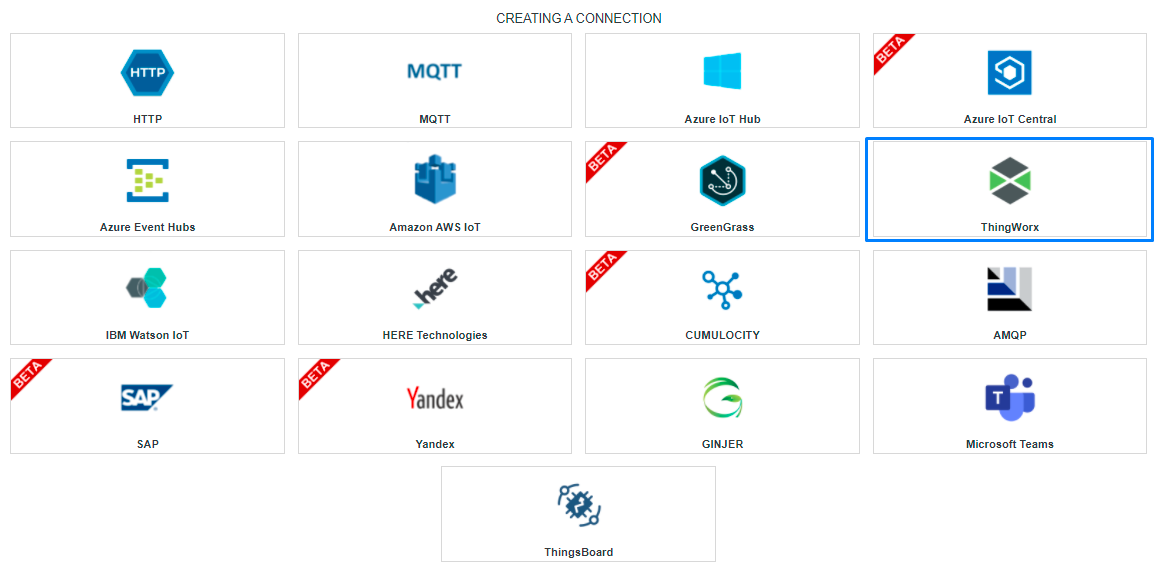 CREATING A CONNECTION
HTTP
MQTT
BETA
HTTP
MQTT
Azure IoT Hub
Azure IoT Central
BETA
Azure Event Hubs
Amazon AWS IoT
GreenGrass
ThingWorx
here
BETA
IBM Watson IoT
HERE Technologies
CUMULOCITY
AMQP
BETA
SAP
BETA
Yandex
T
SAP
Yandex
GINJER
Microsoft Teams
ThingsBoard